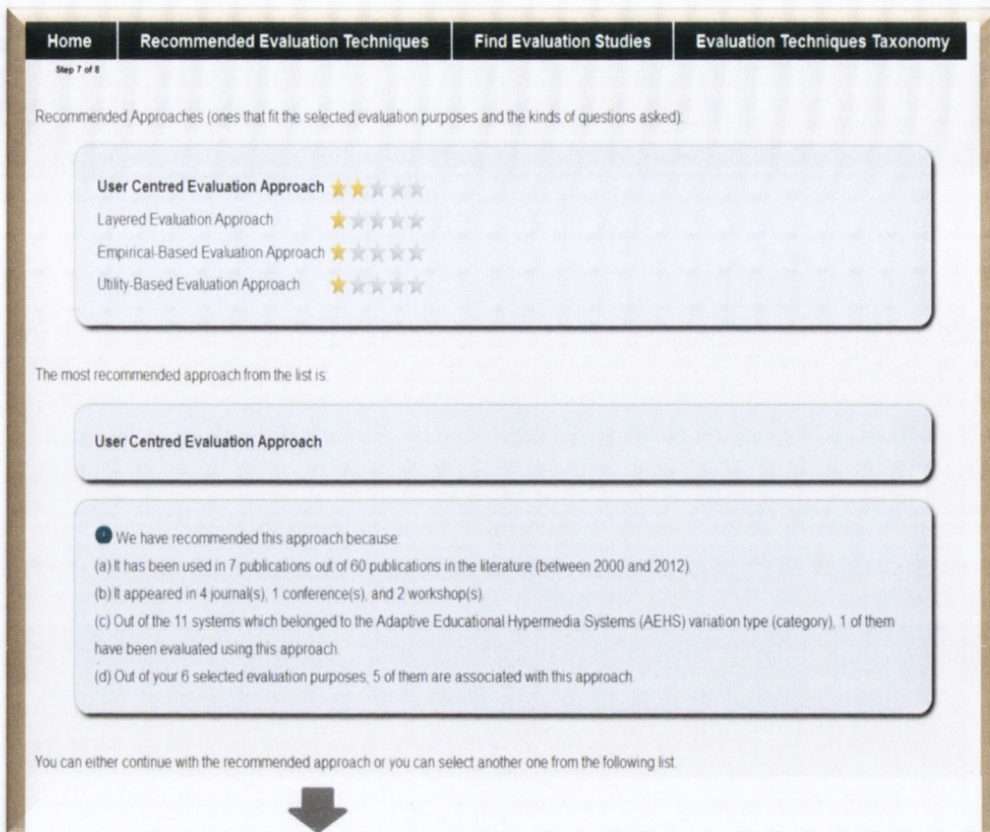 Home Recommended Evaluation Techniques Find Evaluation Studies Evaluation Techniques Taxonomy
Step 7 of 8
Recommended Approaches (ones that fit the selected evaluation purposes and the kinds of questions asked).
User Centred Evaluation Approach
Layered Evaluation Approach
Empirical-Based Evaluation Approach
Utility-Based Evaluation Approach
The most recommended approach from the list is:
User Centred Evaluation Approach
We have recommended this approach because:
(a) It has been used in 7 publications out of 60 publications in the literature (between 2000 and 2012).
(b) It appeared in 4 journal(s), 1 conference(s), and 2 workshop(s).
(c) Out of the 11 systems which belonged to the Adaptive Educational Hypermedia Systems (AEHS) variation type (category), 1 of them
have been evaluated using this approach.
(d) Out of your 6 selected evaluation purposes, 5 of them are associated with this approach.
You can either continue with the recommended approach or you can select another one from the following list.